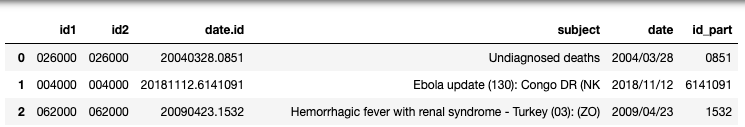 id1 id2 date.id subject date id_part
0 026000 026000 20040328.0851 Undiagnosed deaths 2004/03/28 0851
1 004000 004000 20181112.6141091 Ebola update (130): Congo DR (NK 2018/11/12 6141091
2 062000 062000 20090423.1532 Hemorrhagic fever with renal syndrome - Turkey (03): (ZO) 2009/04/23 1532